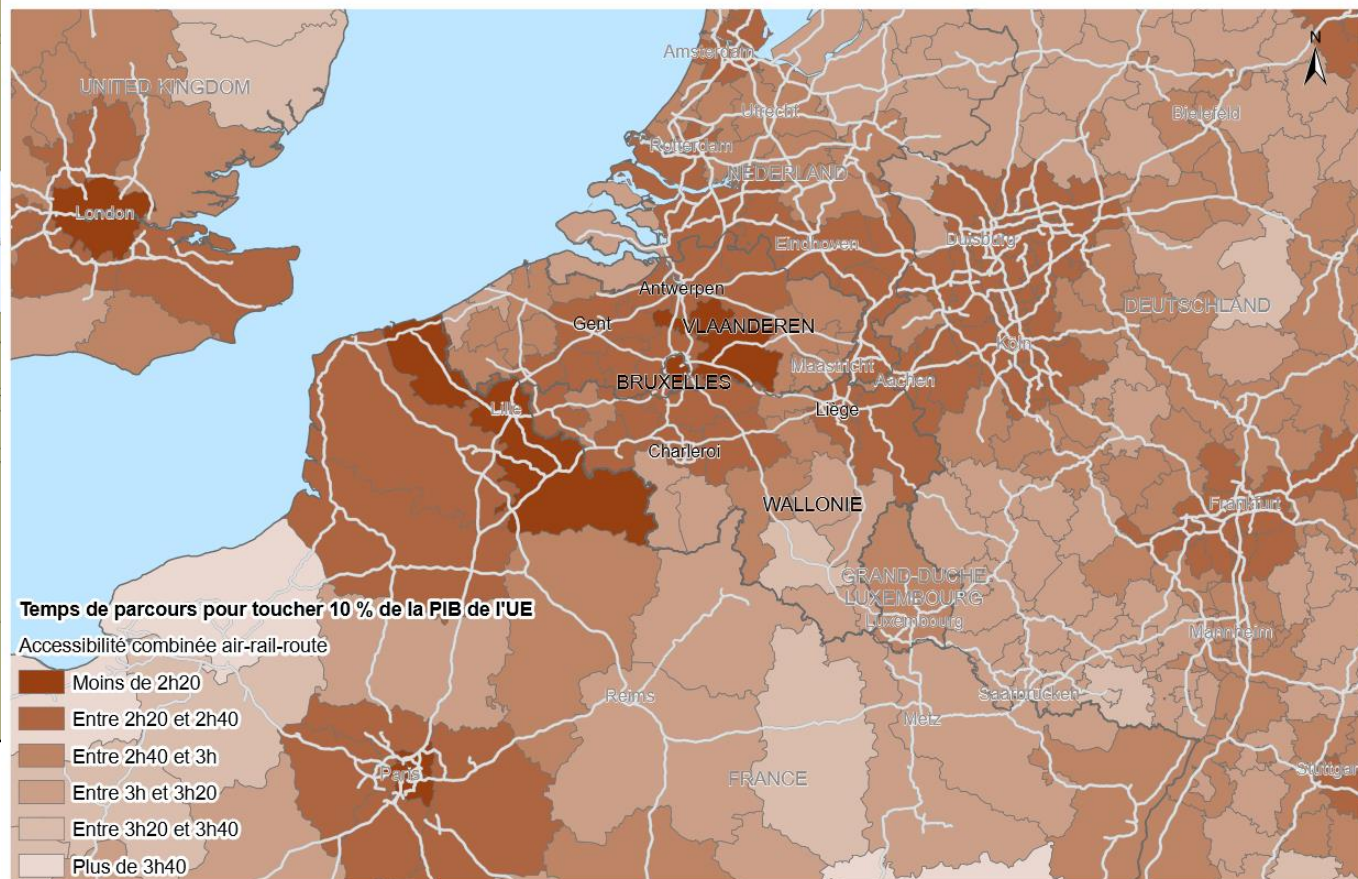 N
Amsterdam
UNITED KINGDOM
Utrecht
Bielefeld
Rotterdam
NEDERLAND
London
Eindhoven
Duisburg
Antwerpen
DEUTSCHLAND
Gent
VLAANDEREN
Köln
Maastricht
BRUXELLES
Aachen
Lille
Liège
Charleroi
WALLONIE
Frankfurt
GRAND-DUCHE
LUXEMBOURG
Luxembourg
Mannheim
Temps de parcours pour toucher 10 % de la PIB de l'UE
Accessibilité combinée air-rail-route
Moins de 2h20
Entre 2h20 et 2h40
Entre 2h40 et 3h
Entre 3h et 3h20
Entre 3h20 et 3h40
Plus de 3h40
Reims
Saarbrücken
Metz
Paris
FRANCE
Stuttgar